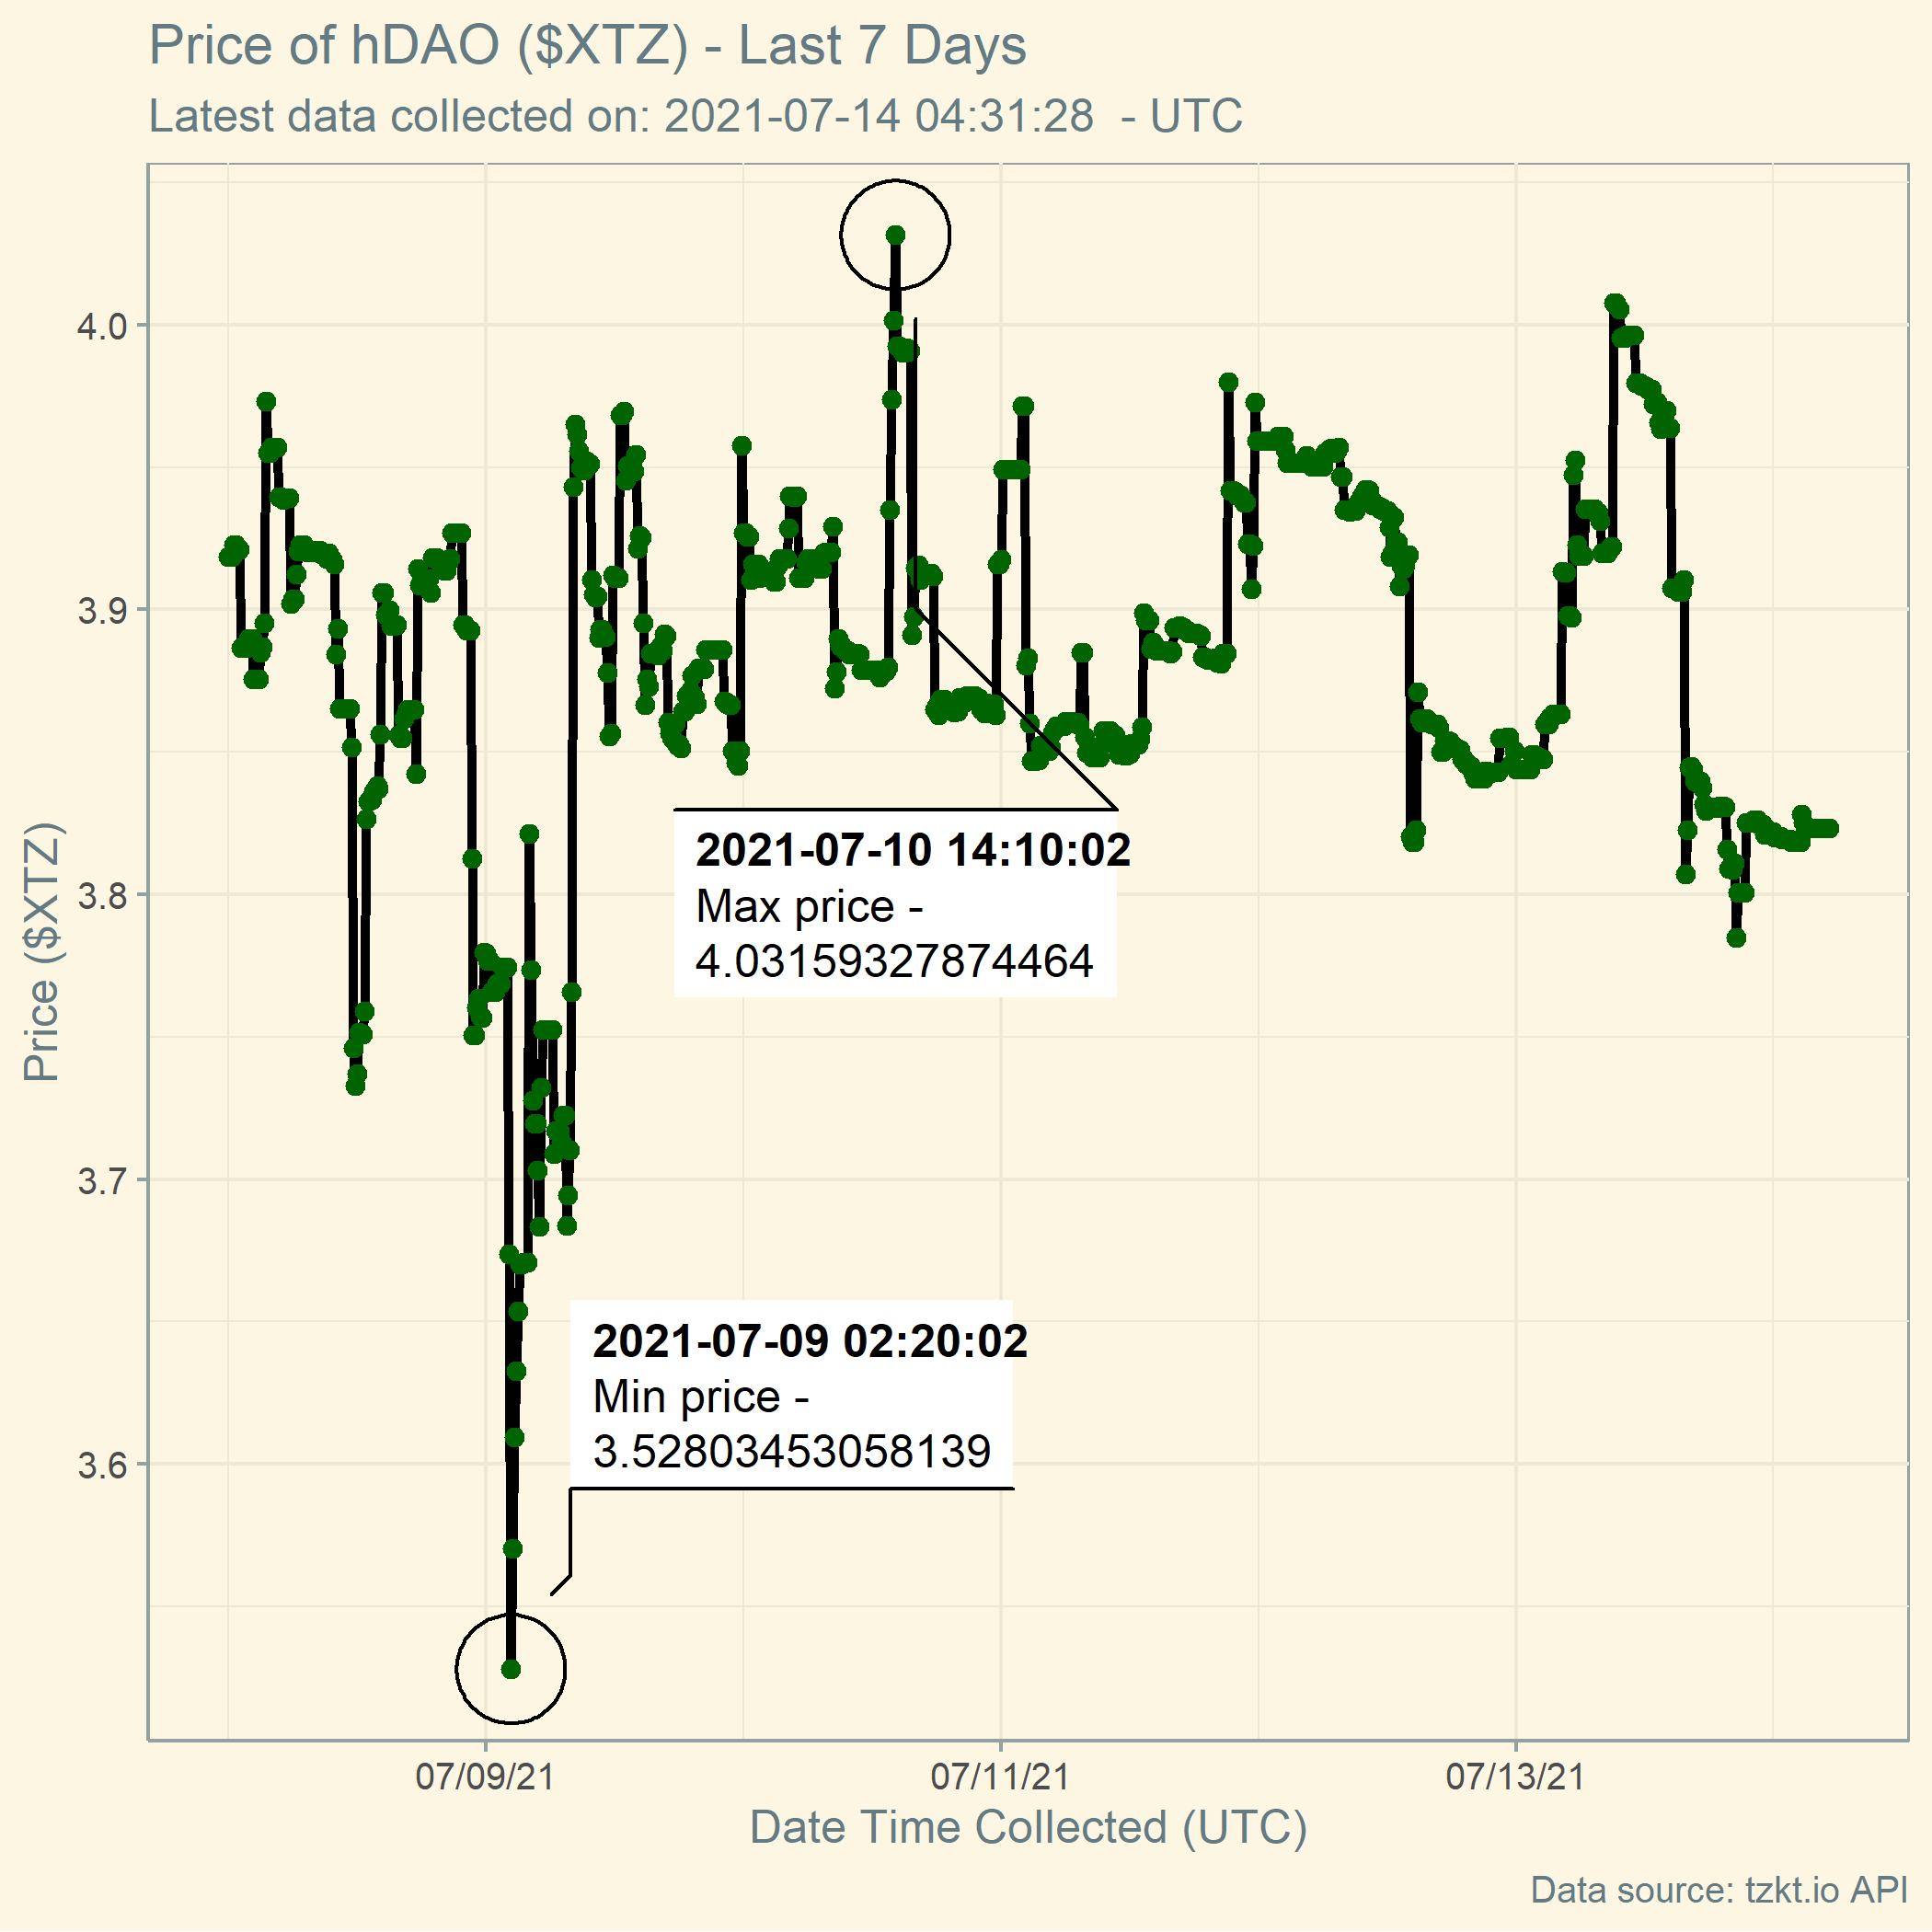 Price of hDAO ($XTZ) - Last 7 Days
Latest data collected on: 2021-07-14 04:31:28  - UTC
Price ($XTZ)
4.0
3.9
3.8
3.7
3.6
2021-07-10 14:10:02
Max price -
4.03159327874464
2021-07-09 02:20:02
Min price -
3.52803453058139
07/09/21
07/11/21
07/13/21
Date Time Collected (UTC)
Data source: tzkt.io API